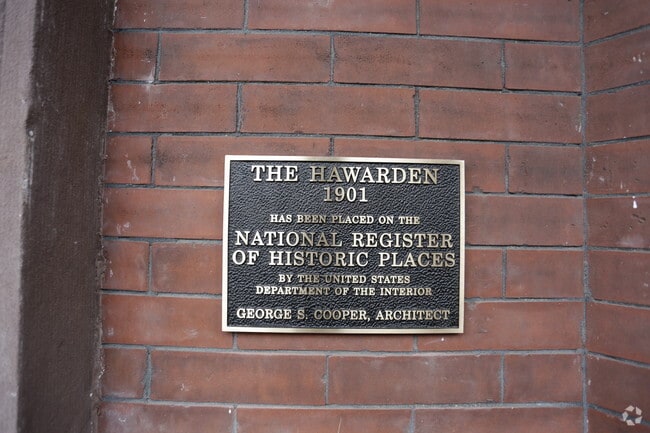 THE HAWARDEN
1901
HAS BEEN PLACED ON THE
NATIONAL REGISTER
OF HISTORIC PLACES
BY THE UNITED STATES
DEPARTMENT OF THE INTERIOR
GEORGE S. COOPER, ARCHITECT